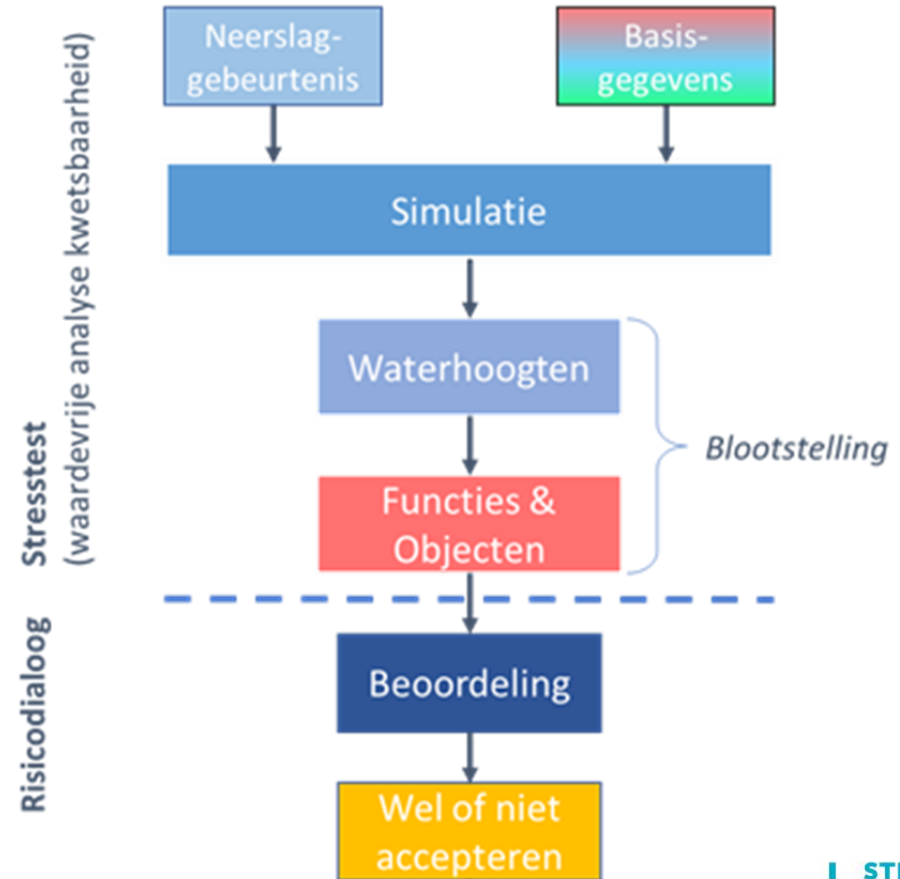 Neerslag-
gebeurtenis
Basis-
gegevens
Simulatie
Waterhoogten
Functies &
Objecten
Blootstelling
Beoordeling
Wel of niet
accepteren
Stresstest
(waardevrije analyse kwetsbaarheid)
Risicodialoog